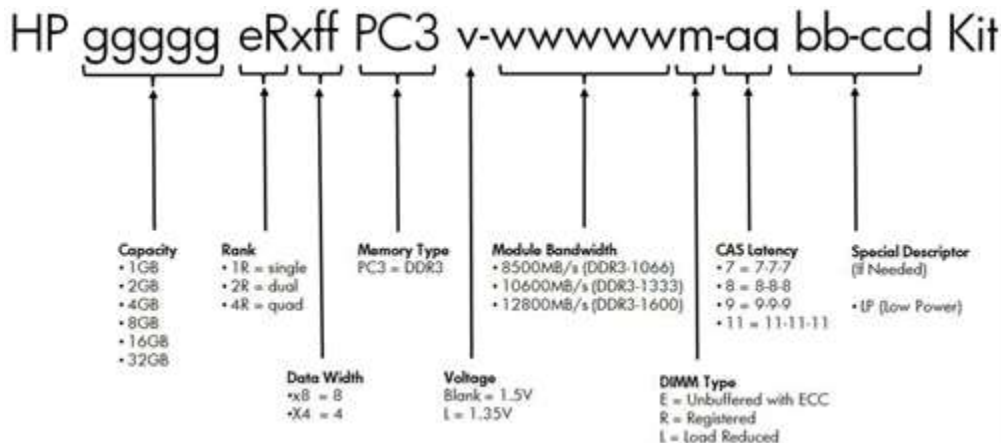 HP ggggg eRxff PC3 v-wwwwwm-aa bb-ccd Kit
Capacity
• 1GB
• 2GB
• 4GB
• 8GB
• 16GB
• 32GB
Rank
• 1R = single
• 2R = dual
• 4R = quad
Memory Type
PC3 = DDR3
Module Bandwidth
• 8500MB/s (DDR3-1066)
• 10600MB/s (DDR3-1333)
• 12800MB/s (DDR3-1600)
CAS Latency
• 7 = 7-7-7
• 8 = 8-8-8
• 9 = 9-9-9
• 11 = 11-11-11
Special Descriptor
(If Needed)
• LP (Low Power)
Data Width
•x8 = 8
•X4 = 4
Voltage
Blank = 1.5V
L = 1.35V
DIMM Type
E = Unbuffered with ECC
R = Registered
L = Load Reduced